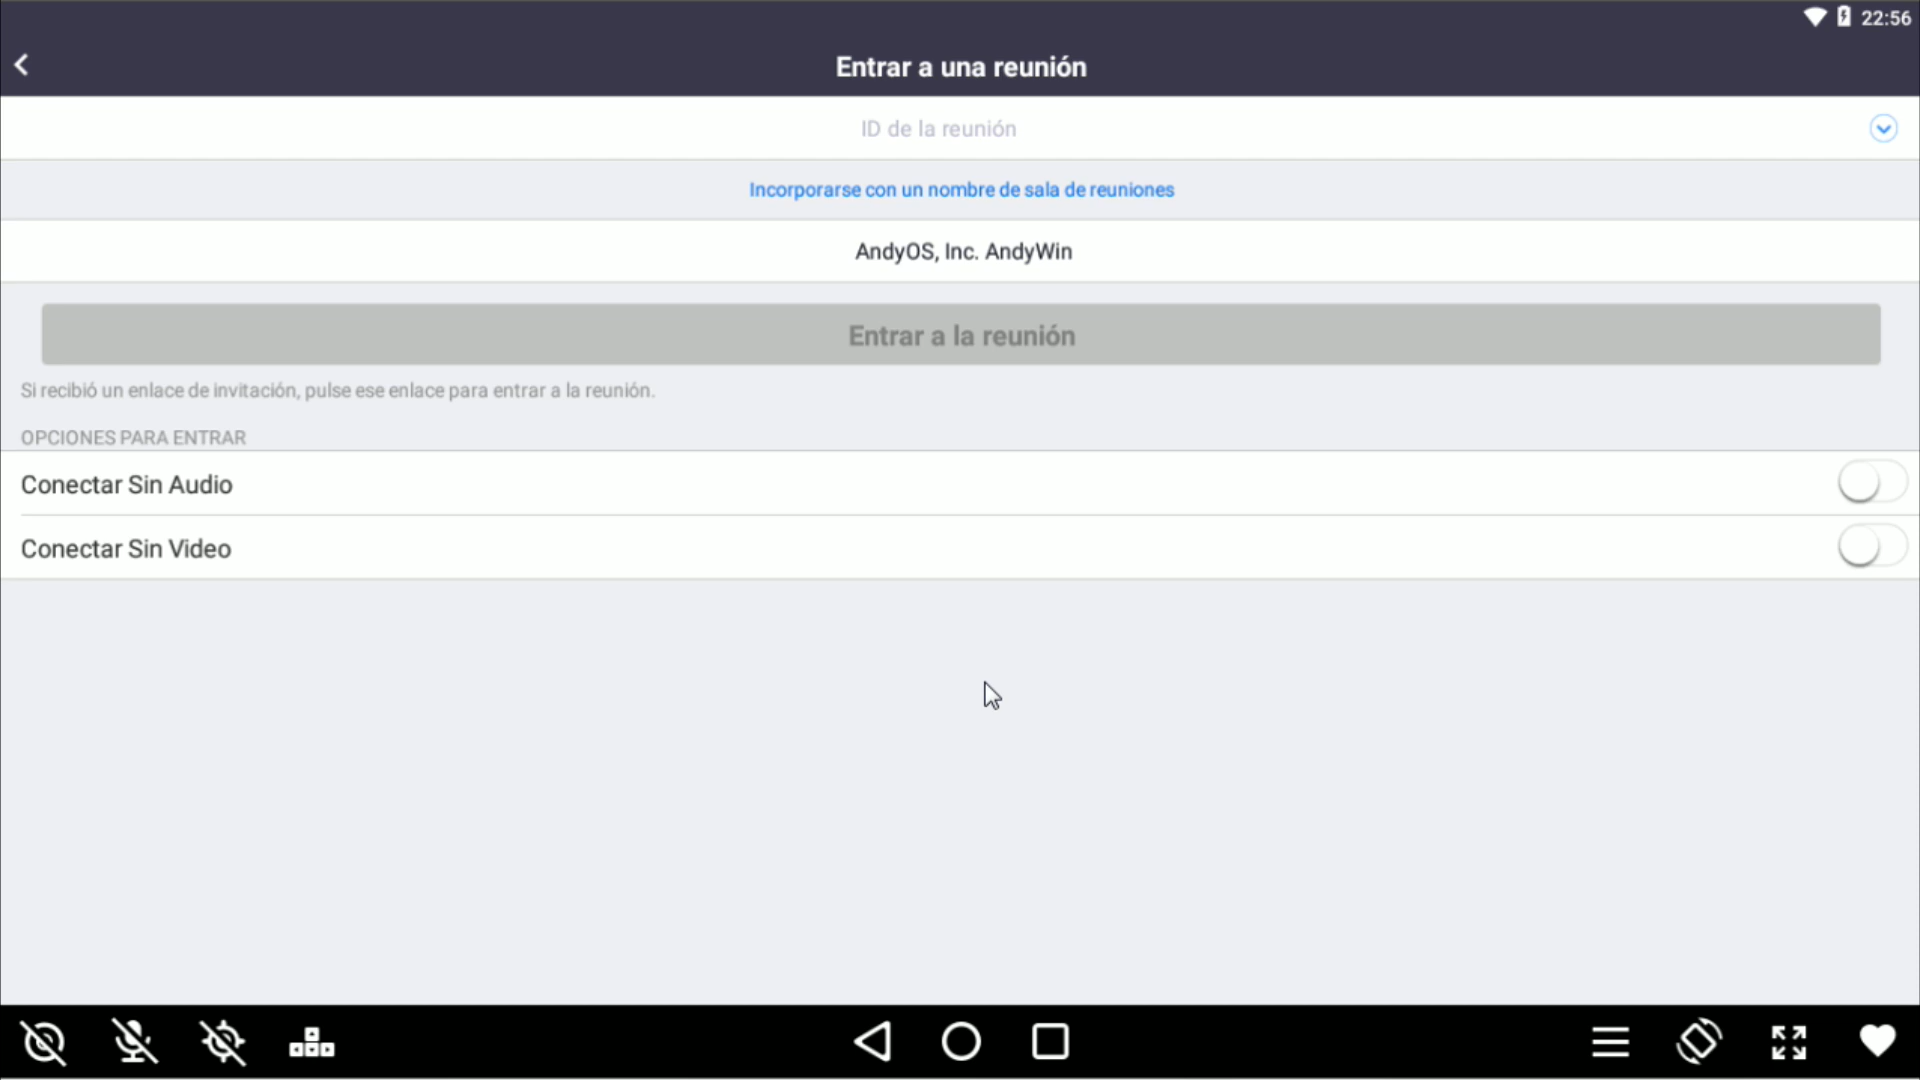 22:56
Entrar a una reunión
ID de la reunión
Incorporarse con un nombre de sala de reuniones
AndyOS, Inc. AndyWin
Entrar a la reunión
Si recibió un enlace de invitación, pulse ese enlace para entrar a la reunión.
OPCIONES PARA ENTRAR
Conectar Sin Audio
Conectar Sin Video